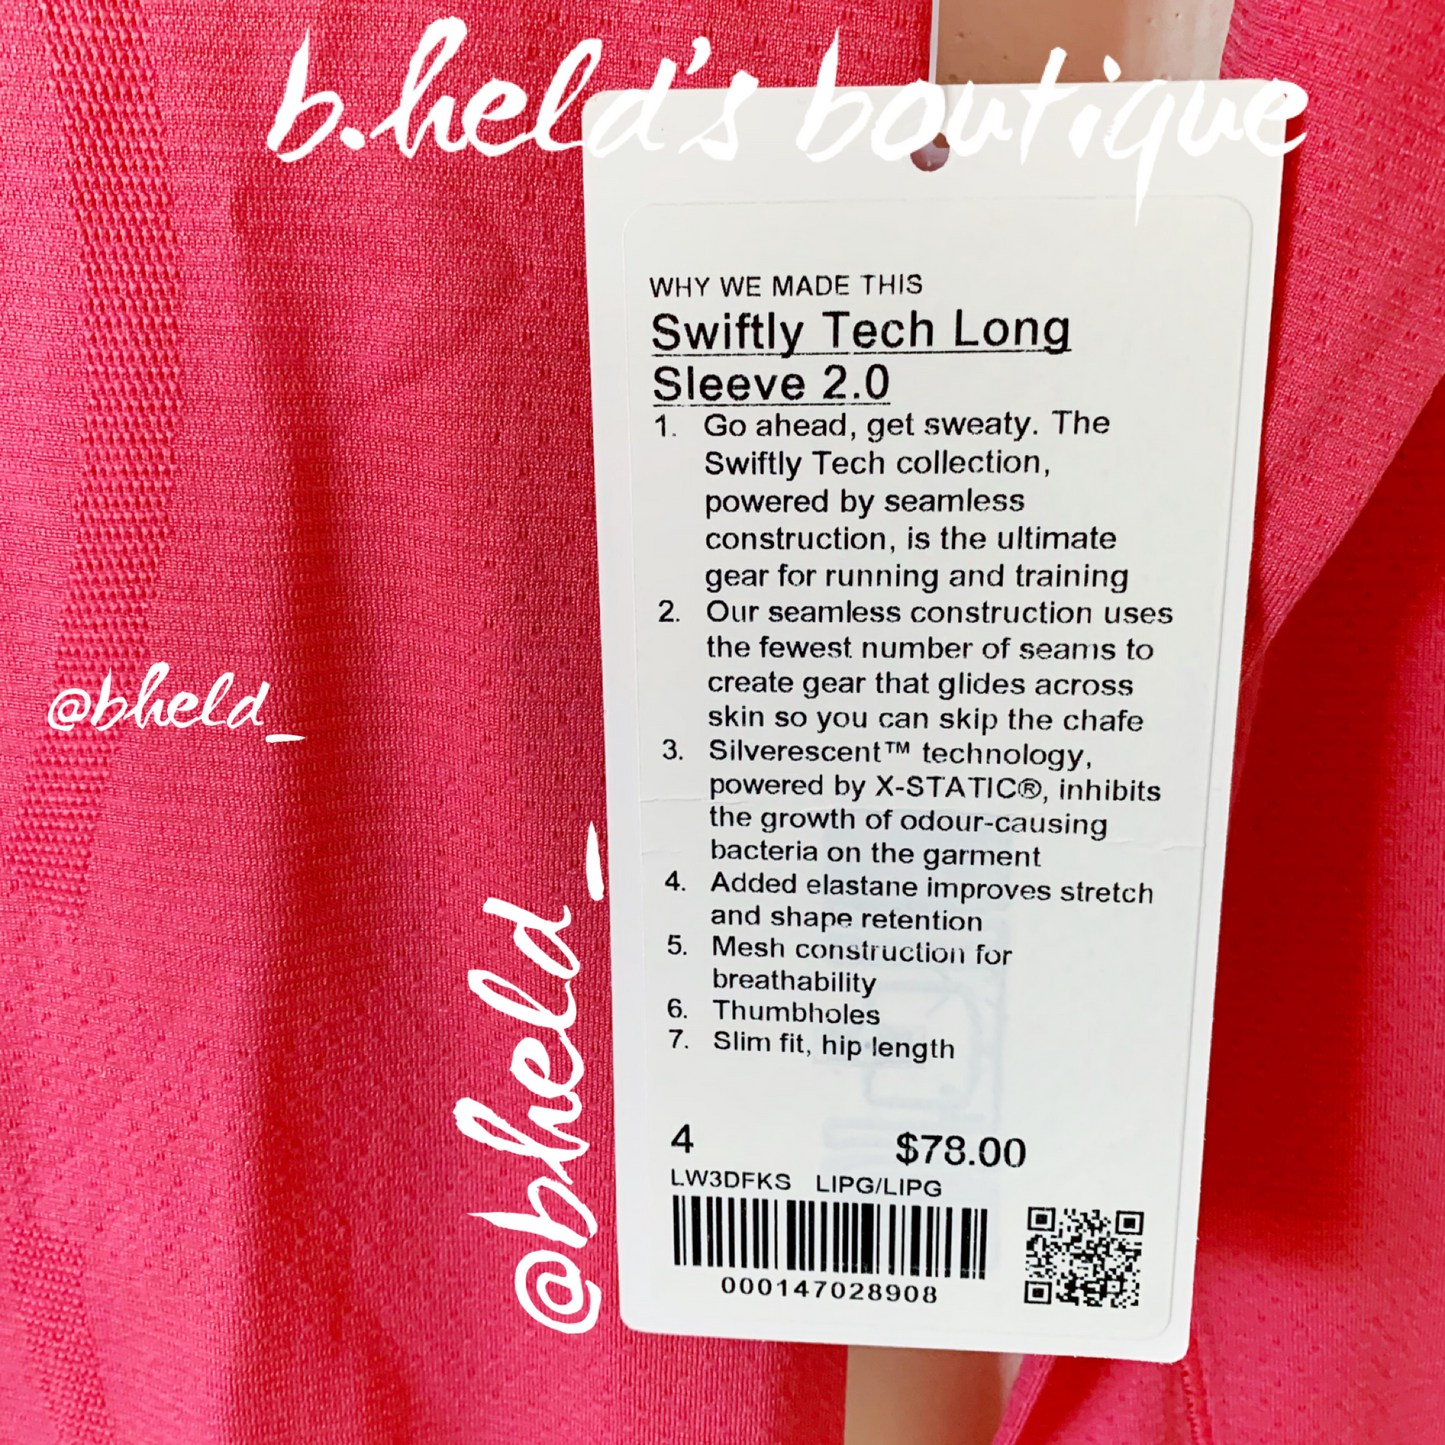 b.held's boutique
WHY WE MADE THIS
Swiftly Tech Long
Sleeve 2.0
1. Go ahead, get sweaty. The
Swiftly Tech collection,
powered by seamless
construction, is the ultimate
gear for running and training
2. Our seamless construction uses
the fewest number of seams to
create gear that glides across
skin so you can skip the chafe
3. Silverescent™ technology,
powered by X-STATIC®, inhibits
the growth of odour-causing
bacteria on the garment
4. Added elastane improves stretch
and shape retention
5. Mesh construction for
breathability
6. Thumbholes
7. Slim fit, hip length
4 $78.00
LW3DFKS LIPG/LIPG
000147028908
@bheld_
@bheld_